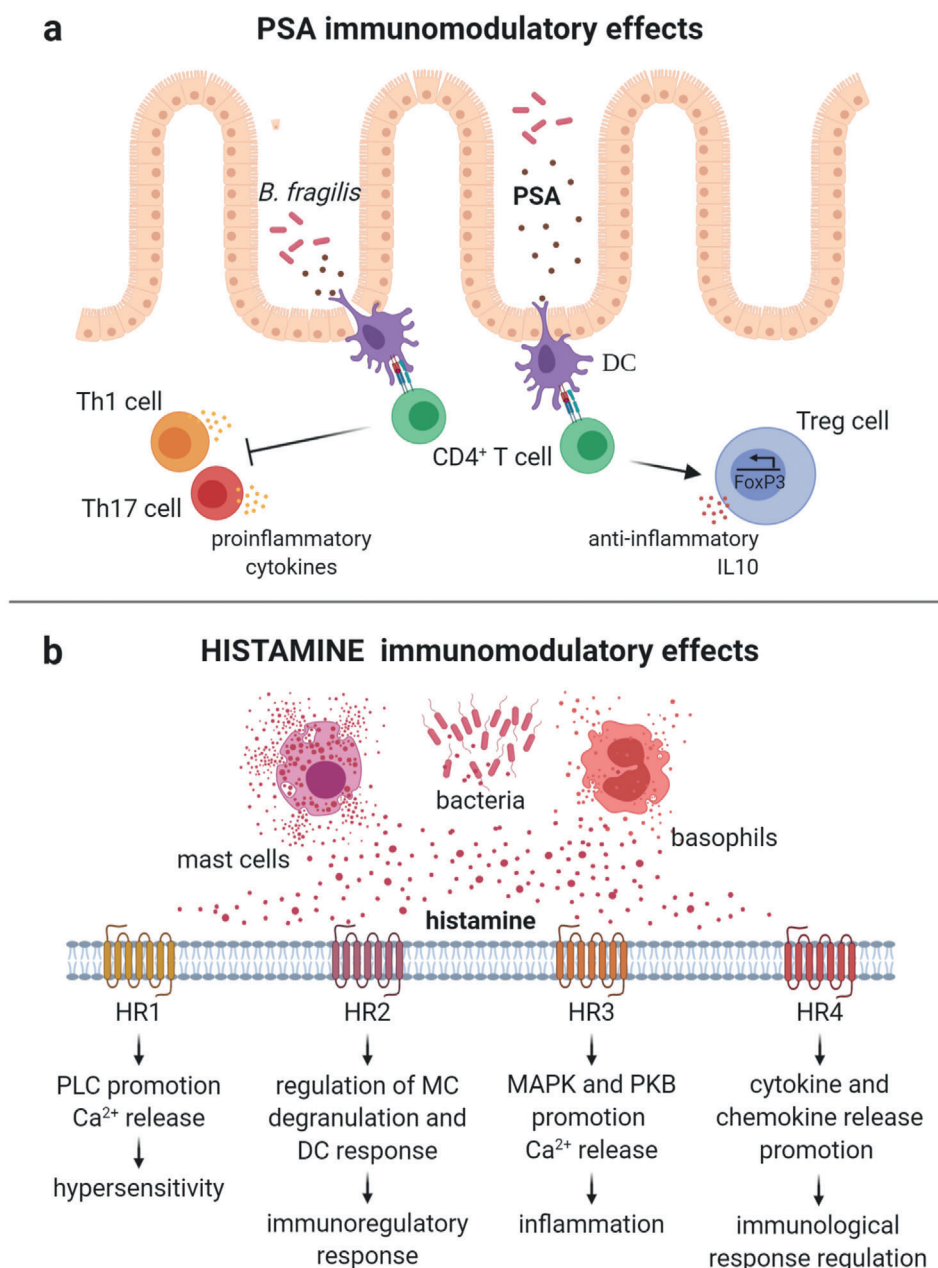 a
PSA immunomodulatory effects
B. fragilis
PSA
DC
Th1 cell
Treg cell
CD4⁺ T cell
FoxP3
Th17 cell
proinflammatory
cytokines
anti-inflammatory
IL10
b
HISTAMINE immunomodulatory effects
bacteria
mast cells
basophils
histamine
HR1
HR2
HR3
HR4
PLC promotion
Ca²⁺ release
hypersensitivity
regulation of MC
degranulation and
DC response
immunoregulatory
response
MAPK and PKB
promotion
Ca²⁺ release
inflammation
cytokine and
chemokine release
promotion
immunological
response regulation